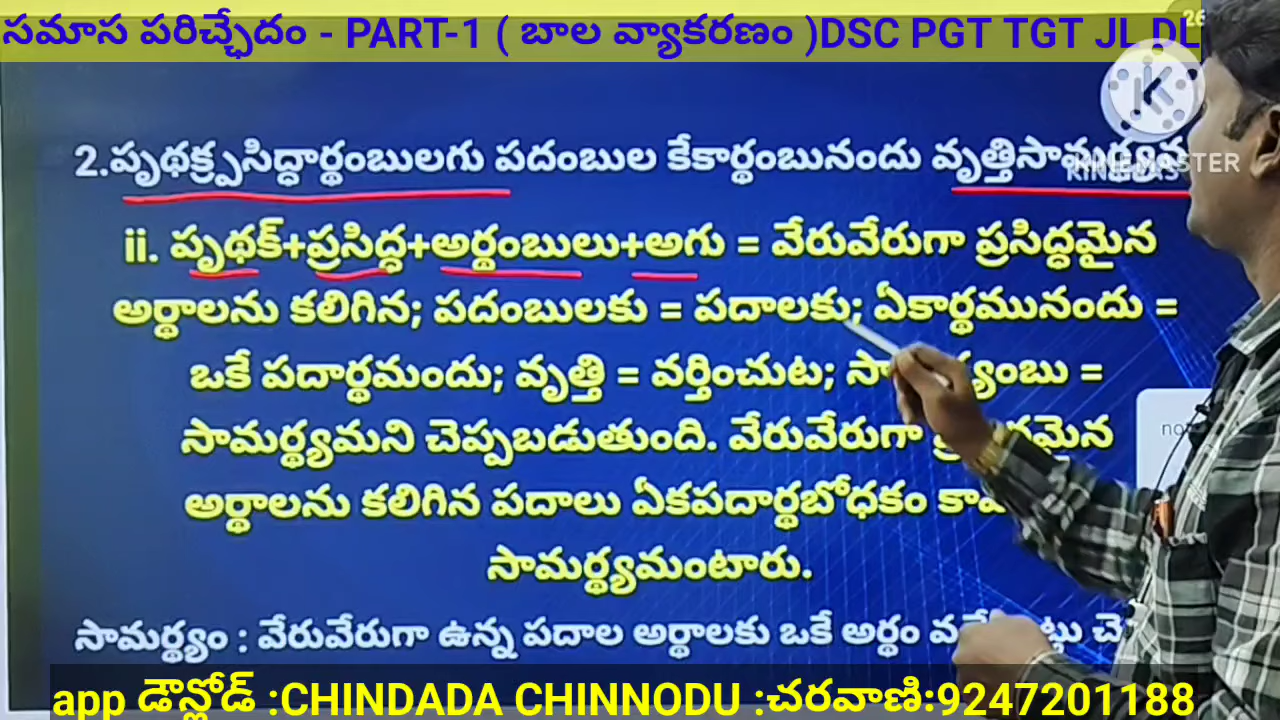 సమాస పరిచ్ఛేదం - PART-1 ( బాల వ్యాకరణం )DSC PGT TGT JL DL
26
KINEMASTER
2.పృథక్ప్రసిద్ధార్థంబులగు పదంబుల కేకార్థంబునందు
ii. పృథక్+ప్రసిద్ధ+అర్థంబులు+అగు = వేరువేరుగా ప్రసిద్ధమైన
అర్థాలను కలిగిన; పదంబులకు = పదాలకు; ఏకార్థమునందు =
ఒకే పదార్థమందు; వృత్తి = వర్తించుట; =
సామర్థ్యమని చెప్పబడుతుంది. వేరువేరుగా
అర్థాలను కలిగిన పదాలు ఏకపదార్థబోధకం
సామర్థ్యమంటారు.
సామర్థ్యం : వేరువేరుగా ఉన్న పదాల అర్థాలకు ఒకే అర్థం
app డౌన్లోడ్ :CHINDADA CHINNODU :చరవాణి:9247201188